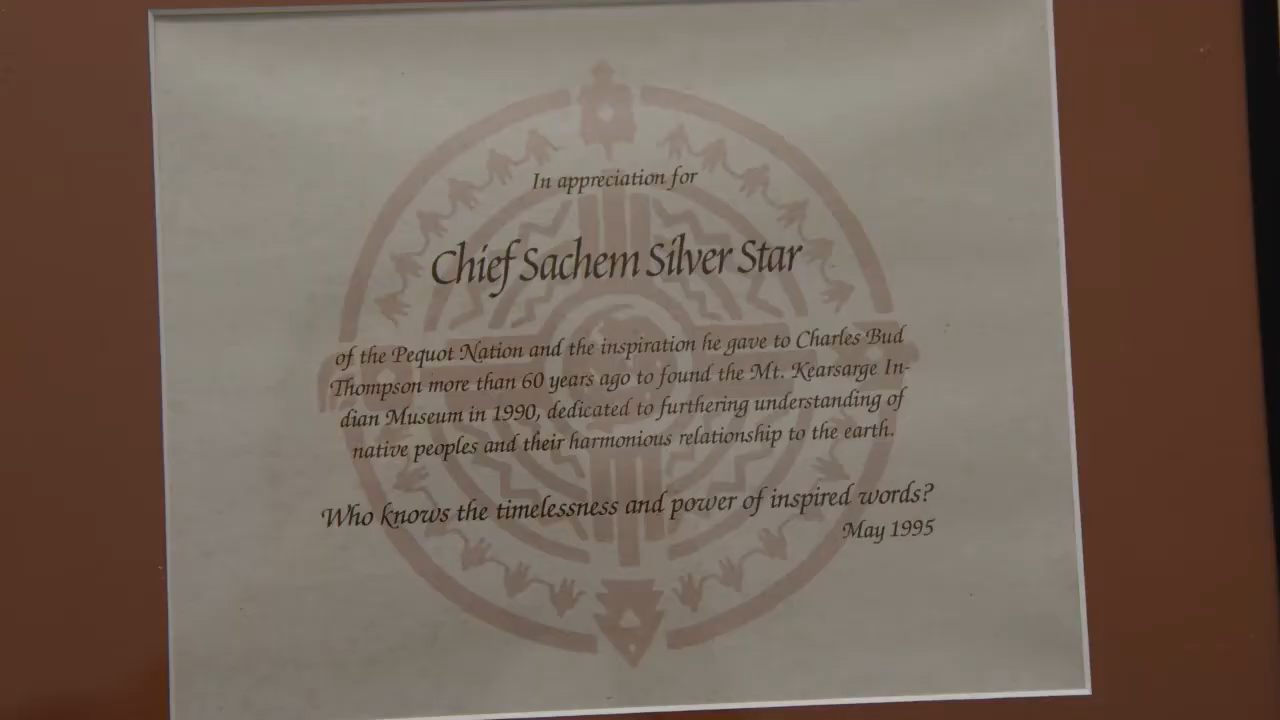 In appreciation for
Chief Sachem Silver Star
of the Pequot Nation and the inspiration he gave to Charles Bud
Thompson more than 60 years ago to found the Mt. Kearsarge In-
dian Museum in 1990, dedicated to furthering understanding of
native peoples and their harmonious relationship to the earth.
Who knows the timelessness and power of inspired words?
May 1995